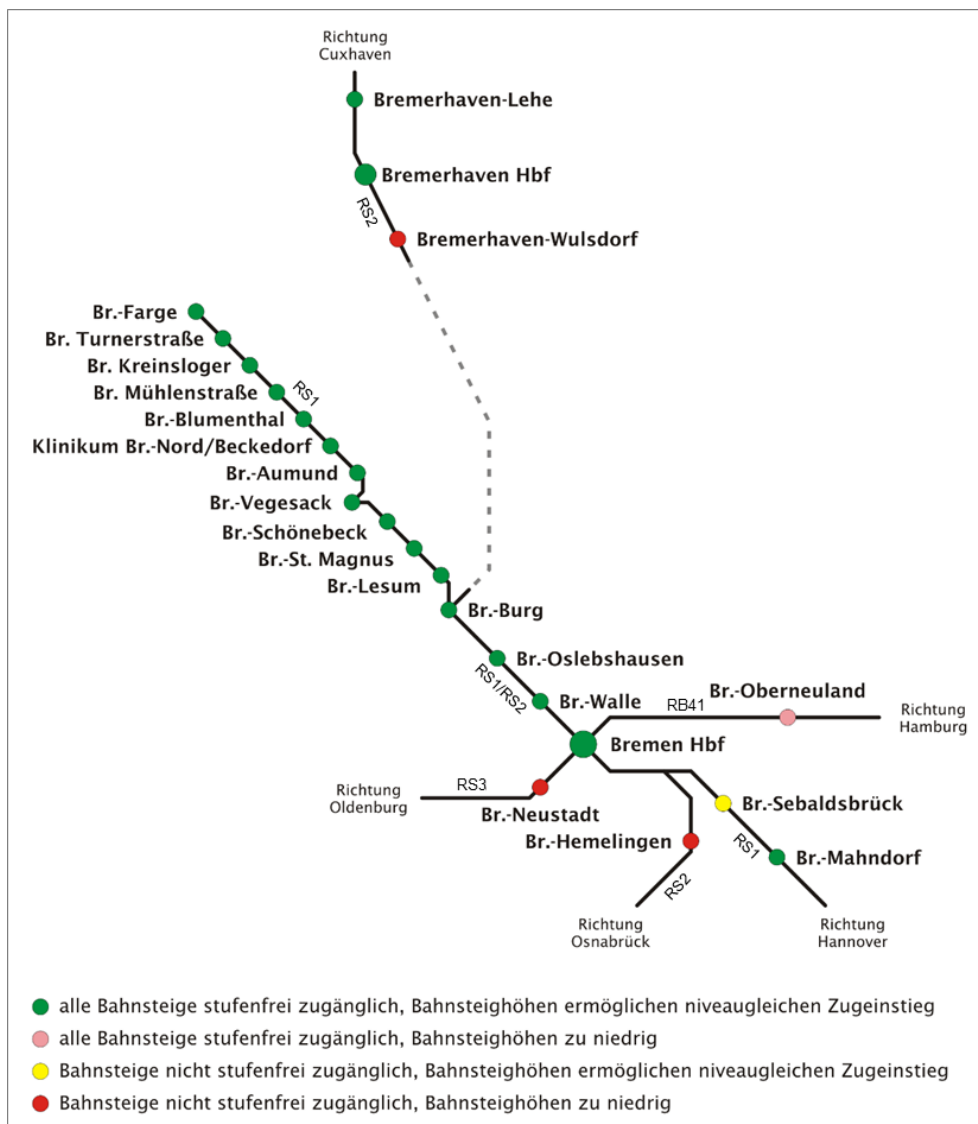 Richtung
Cuxhaven
Bremerhaven-Lehe
Bremerhaven Hbf
RS2
Bremerhaven-Wulsdorf
Br.-Farge
Br. Turnerstraße
Br. Kreinsloger
Br. Mühlenstraße
RS1
Br.-Blumenthal
Klinikum Br.-Nord/Beckedorf
Br.-Aumund
Br.-Vegesack
Br.-Schönebeck
Br.-St. Magnus
Br.-Lesum
Br.-Burg
Br.-Oslebshausen
RS1/RS2
Br.-Walle
Br.-Oberneuland
RB41
Richtung
Hamburg
Bremen Hbf
RS3
Richtung
Oldenburg
Br.-Neustadt
Br.-Sebaldsbrück
Br.-Hemelingen
RS1
Br.-Mahndorf
RS2
Richtung
Osnabrück
Richtung
Hannover
alle Bahnsteige stufenfrei zugänglich, Bahnsteighöhen ermöglichen niveaugleichen Zugeinstieg
alle Bahnsteige stufenfrei zugänglich, Bahnsteighöhen zu niedrig
Bahnsteige nicht stufenfrei zugänglich, Bahnsteighöhen ermöglichen niveaugleichen Zugeinstieg
Bahnsteige nicht stufenfrei zugänglich, Bahnsteighöhen zu niedrig